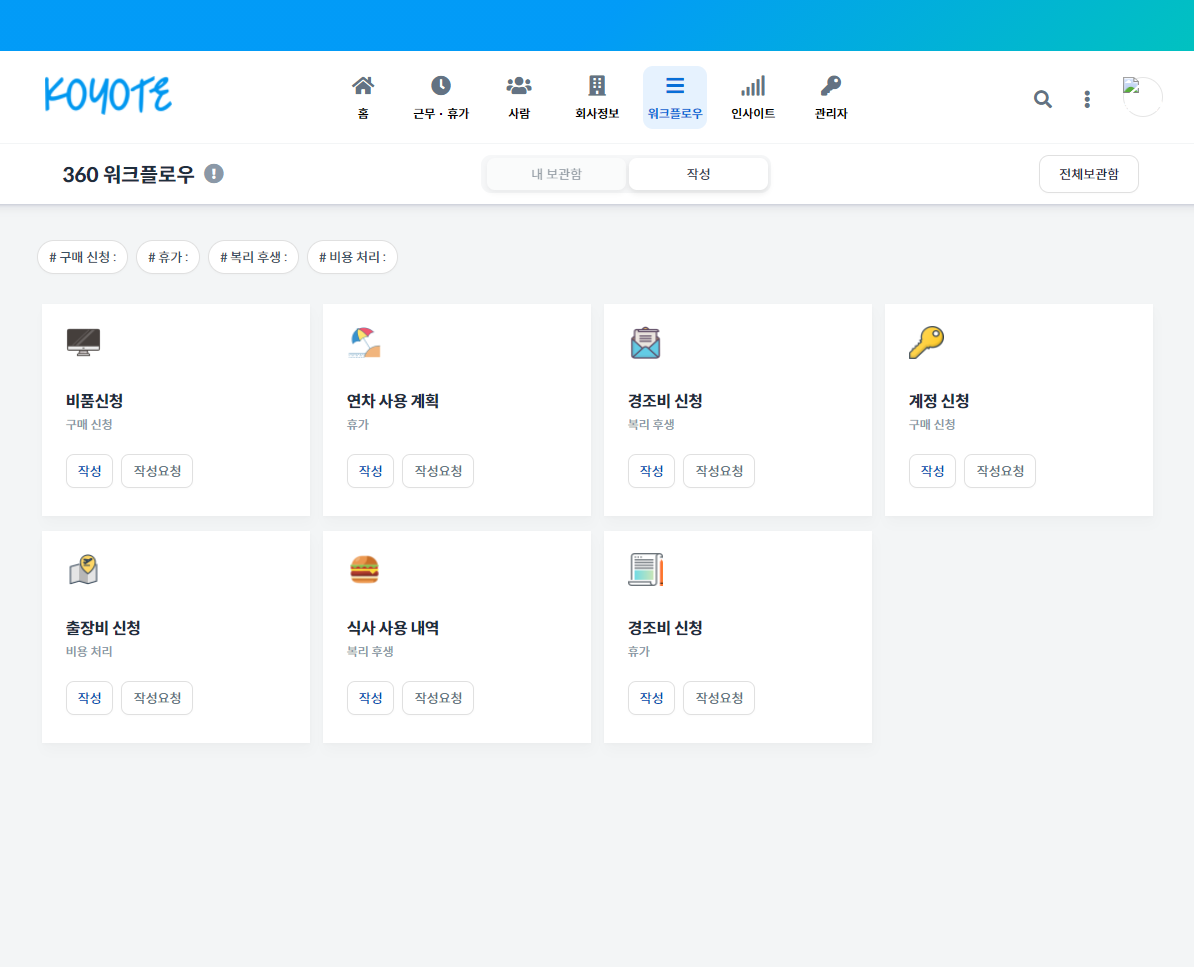 KOYOTE
홈
근무 · 휴가
사람
회사정보
워크플로우
인사이트
관리자
360 워크플로우
내 보관함
작성
전체보관함
# 구매 신청 :
# 휴가 :
# 복리 후생 :
# 비용 처리 :
비품신청
구매 신청
작성
작성요청
연차 사용 계획
휴가
작성
작성요청
경조비 신청
복리 후생
작성
작성요청
계정 신청
구매 신청
작성
작성요청
출장비 신청
비용 처리
작성
작성요청
식사 사용 내역
복리 후생
작성
작성요청
경조비 신청
휴가
작성
작성요청